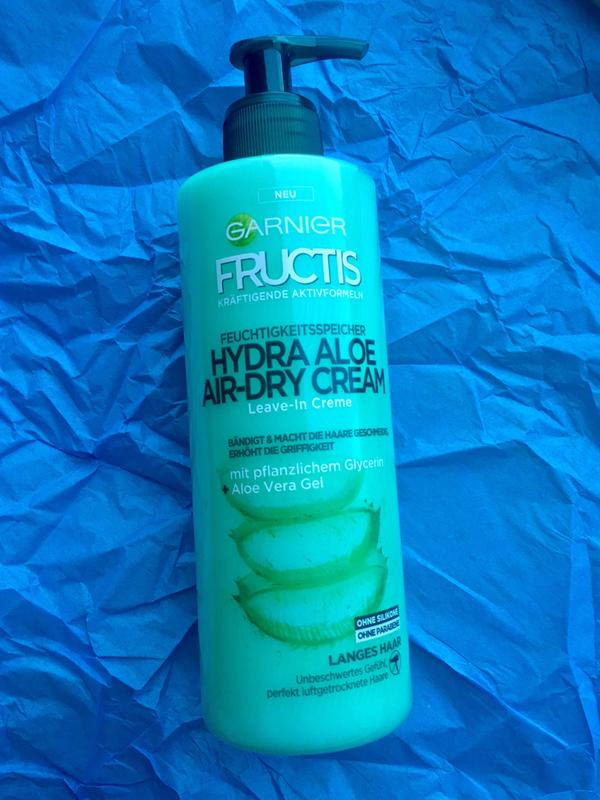 NEU
GARNIER
FRUCTIS
KRÄFTIGENDE AKTIVFORMELN
FEUCHTIGKEITSSPEICHER
HYDRA ALOE
AIR-DRY CREAM
Leave-In Creme
BÄNDIGT & MACHT DIE HAARE GESCHMEIDIG,
ERHÖHT DIE GRIFFIGKEIT
mit pflanzlichem Glycerin
+ Aloe Vera Gel
OHNE SILIKONE
OHNE PARABENE
LANGES HAAR
Unbeschwertes Gefühl,
perfekt luftgetrocknete Haare